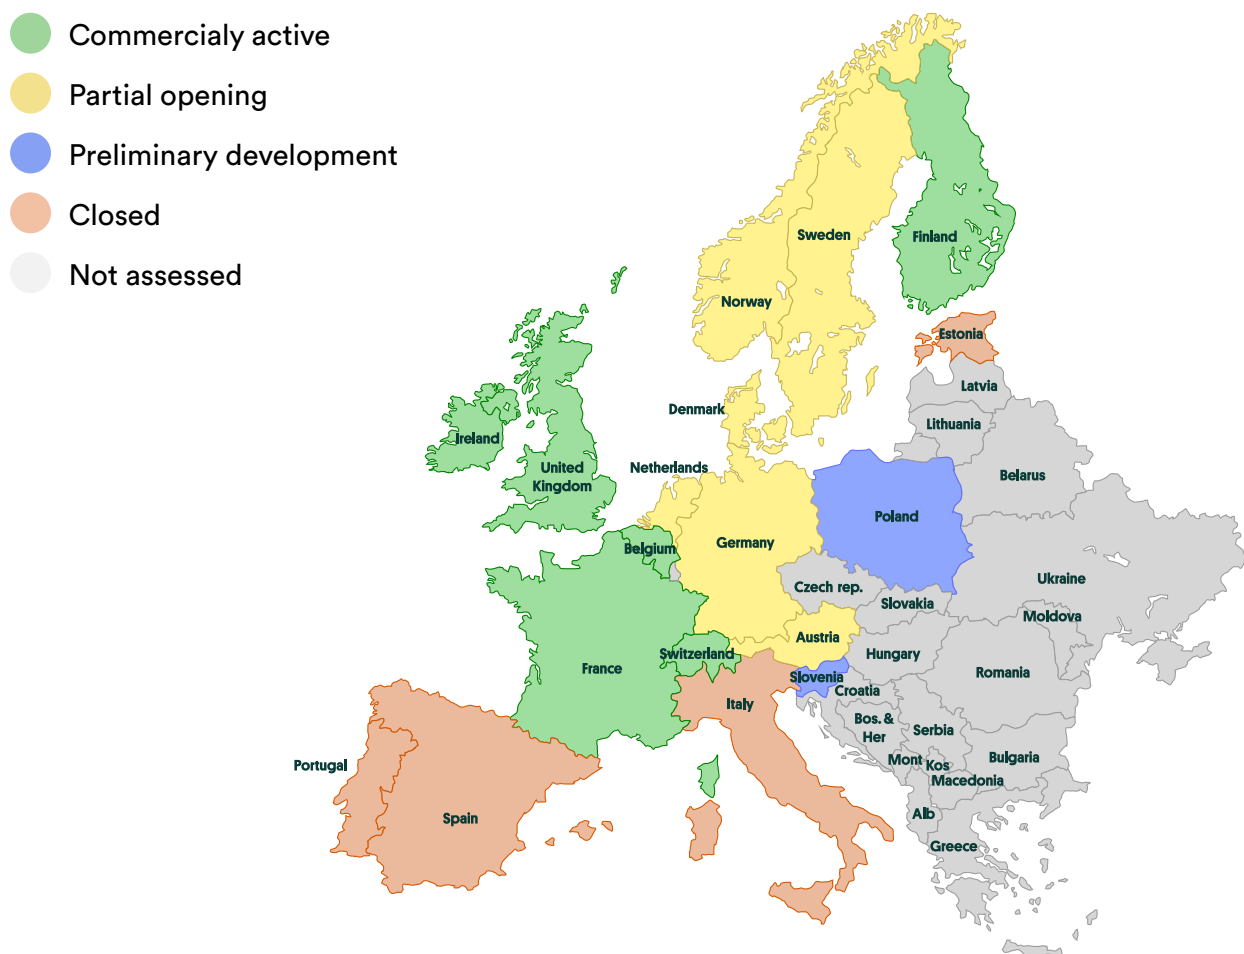 Commercialy active
Partial opening
Preliminary development
Closed
Not assessed
Sweden
Finland
Norway
Estonia
Latvia
Denmark
Lithuania
Ireland
Netherlands
United
Kingdom
Belarus
Poland
Germany
Belgium
Ukraine
Czech rep.
Slovakia
Moldova
Austria
Switzerland
Hungary
France
Romania
Slovenia
Croatia
Italy
Bos. &
Her
Serbia
Mont
Kos
Bulgaria
Portugal
Macedonia
Spain
Alb
Greece